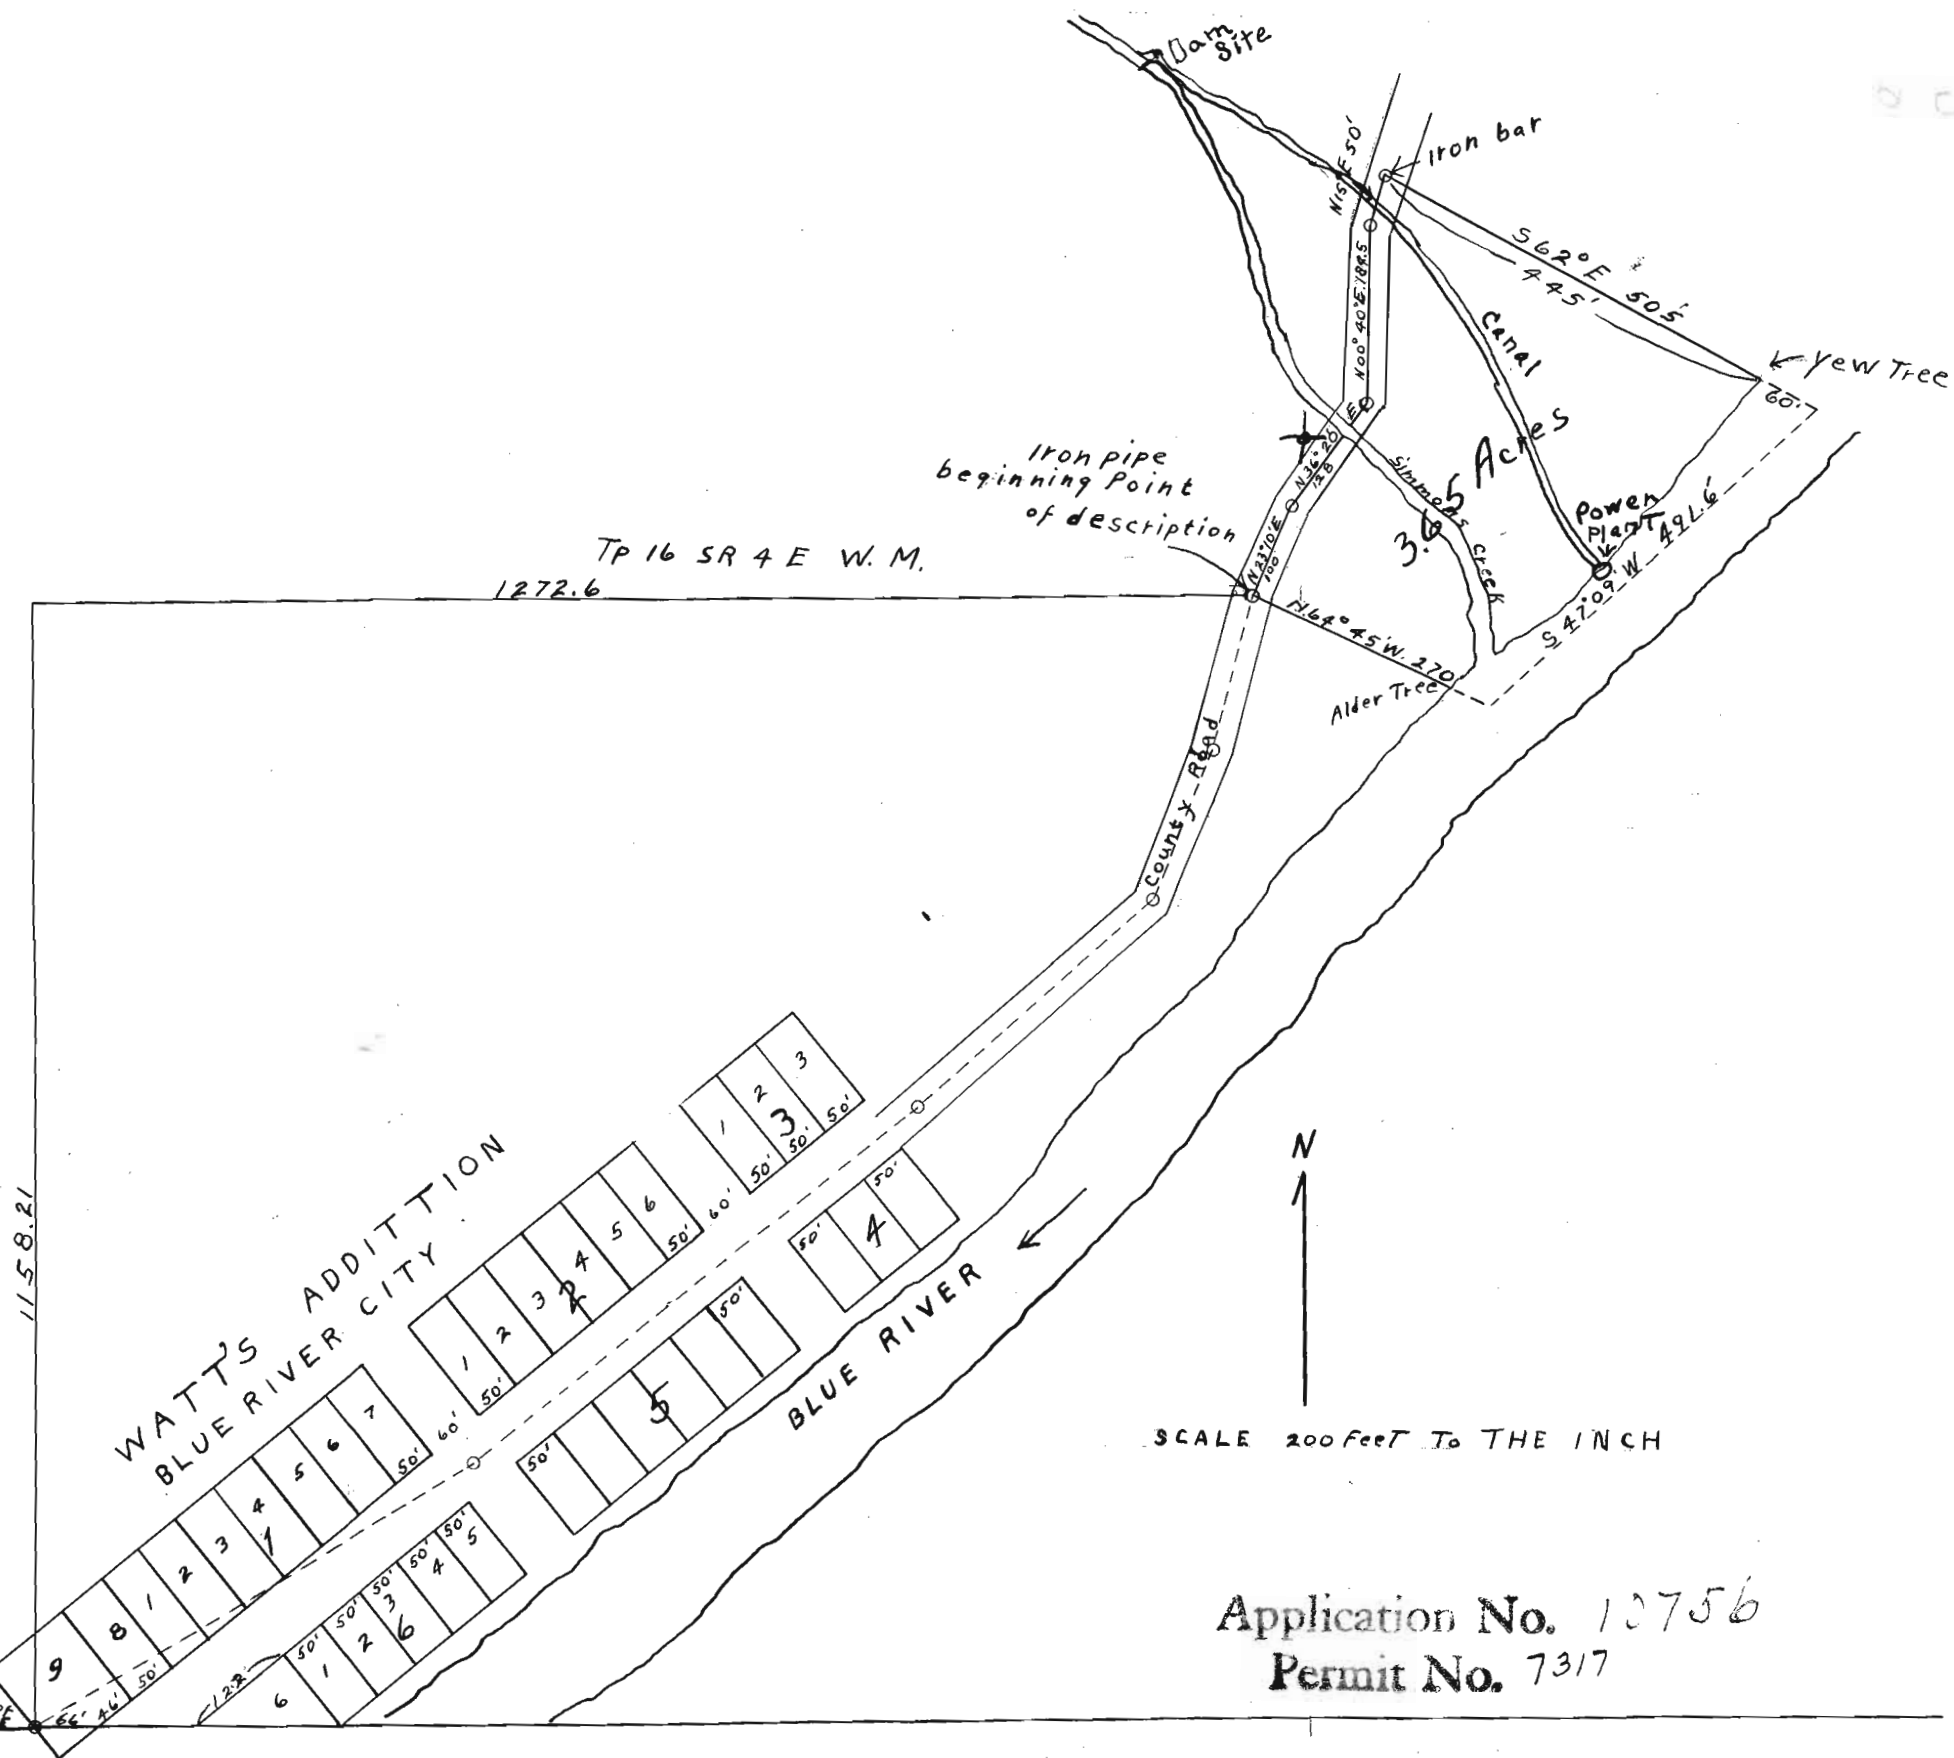 Dam
Site
Iron bar
N15°E 50'
S62°E 505'
445'
Canal
Yew Tree
60'
N00°40'E.184.5
N36°20'E
128
Simmons Creek
3.65 Acres
Power
Plant
S 47°09' W 491.6'
Iron pipe
beginning Point
of description
N23°10'E
100
Tp 16 SR 4 E W. M.
1272.6
N.64°45'W. 270
Alder Tree
County Road
1158.21
WATT'S ADDITTION
BLUE RIVER CITY
1 2 3
3
50' 50' 50'
60'
1 2 3 4 5 6
2
50' 50'
60'
9 8 1 2 3 4 5 6 7
1
66' 46' 50' 50'
4
50' 50'
5
50' 50'
6 1 2 3 4 5
6
122
50' 50' 50' 50' 50'
BLUE RIVER
N
SCALE 200 FeeT To THE INCH
Application No. 10756
Permit No. 7317